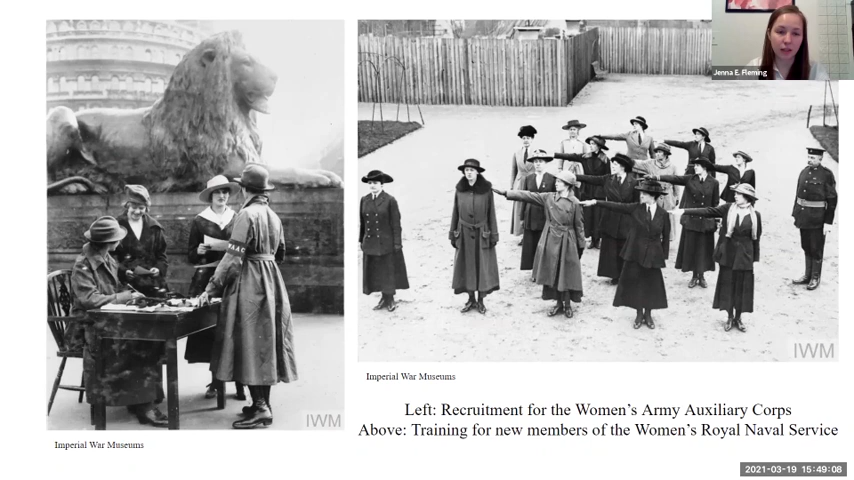 Jenna E. Fleming
W.A.A.C
IWM
IWM
Imperial War Museums
Left: Recruitment for the Women's Army Auxiliary Corps
Above: Training for new members of the Women's Royal Naval Service
Imperial War Museums
2021-03-19 15:49:08